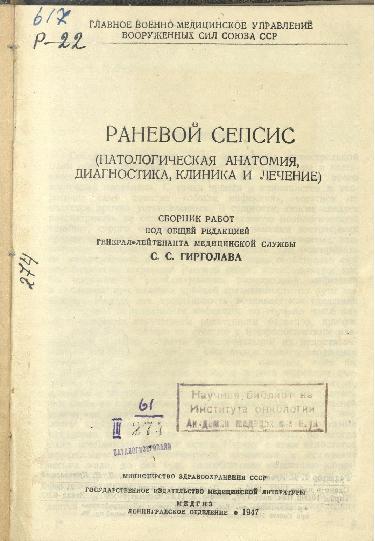 617
Р-22
ГЛАВНОЕ ВОЕННО-МЕДИЦИНСКОЕ УПРАВЛЕНИЕ
ВООРУЖЕННЫХ СИЛ СОЮЗА ССР
РАНЕВОЙ СЕПСИС
(ПАТОЛОГИЧЕСКАЯ АНАТОМИЯ,
ДИАГНОСТИКА, КЛИНИКА И ЛЕЧЕНИЕ)
СБОРНИК РАБОТ
ПОД ОБЩЕЙ РЕДАКЦИЕЙ
ГЕНЕРАЛ-ЛЕЙТЕНАНТА МЕДИЦИНСКОЙ СЛУЖБЫ
С. С. ГИРГОЛАВА
274
61
III 274
Научная
Института онкологии
МИНИСТЕРСТВО ЗДРАВООХРАНЕНИЯ СССР
ГОСУДАРСТВЕННОЕ ИЗДАТЕЛЬСТВО МЕДИЦИНСКОЙ ЛИТЕРАТУРЫ
МЕДГИЗ
ЛЕНИНГРАДСКОЕ ОТДЕЛЕНИЕ • 1947